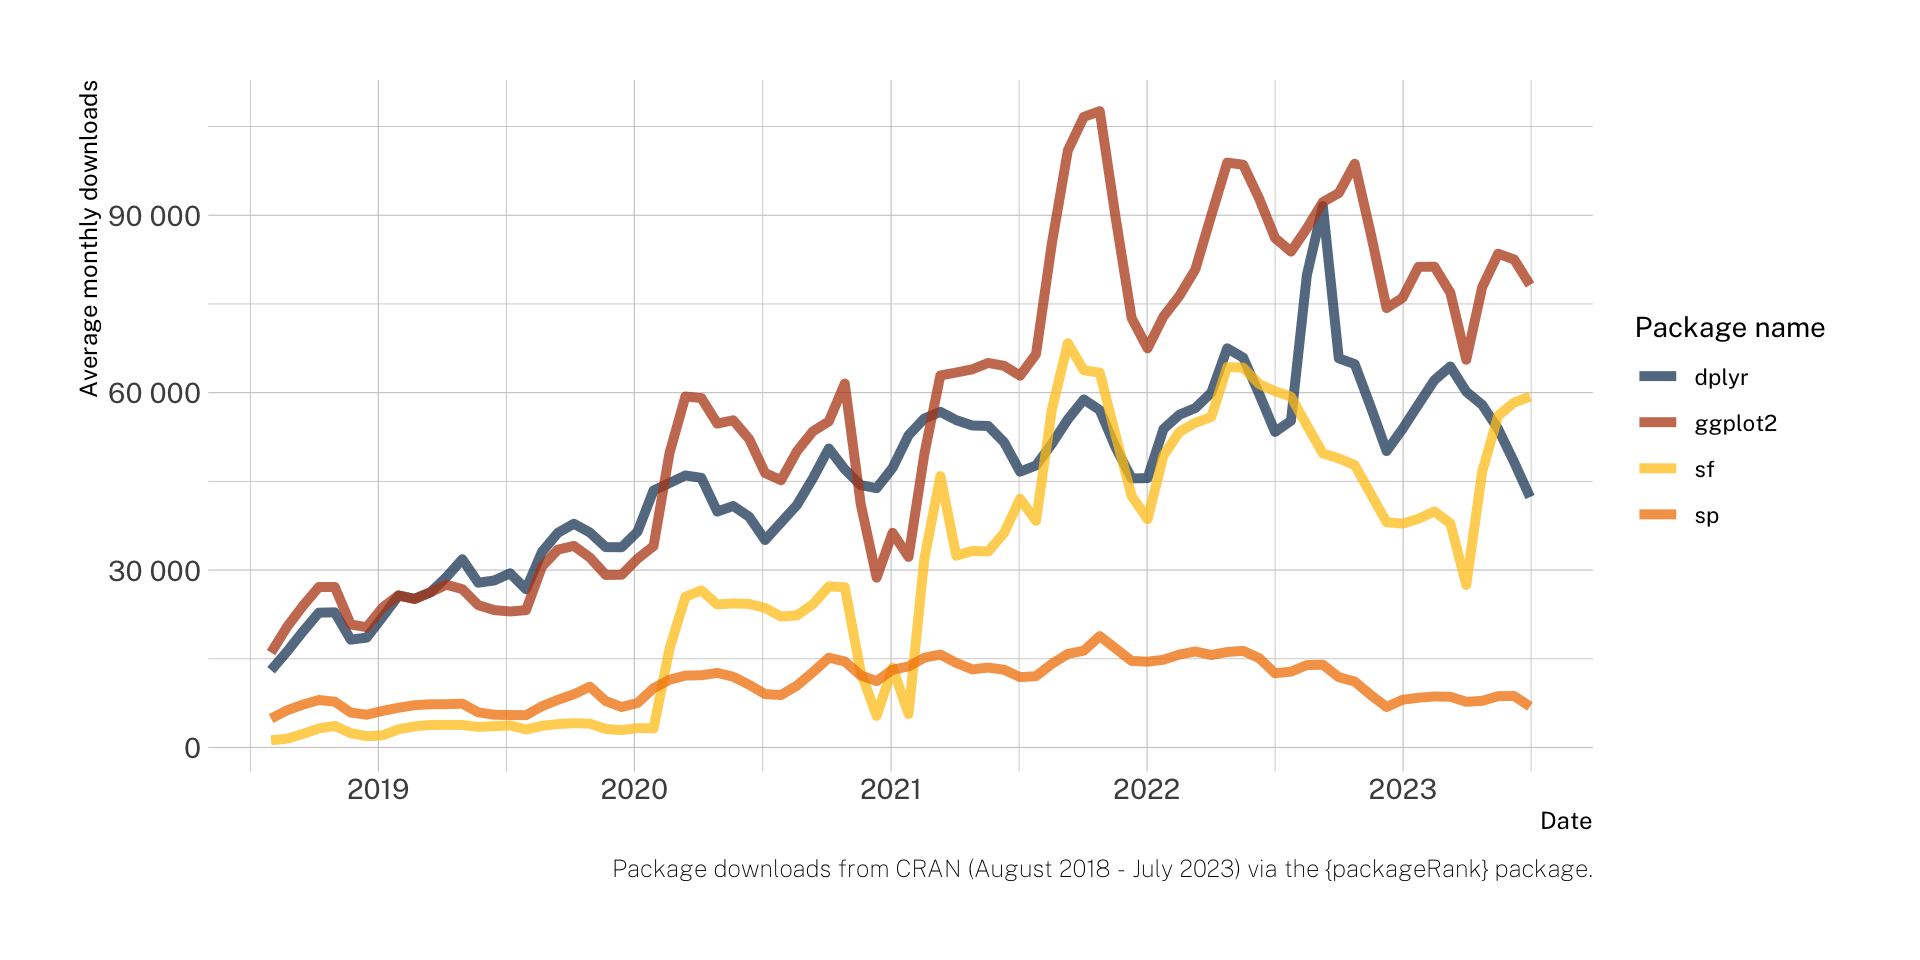 Average monthly downloads
90 000
60 000
30 000
0
2019
2020
2021
2022
2023
Date
Package name
dplyr
ggplot2
sf
sp
Package downloads from CRAN (August 2018 - July 2023) via the {packageRank} package.